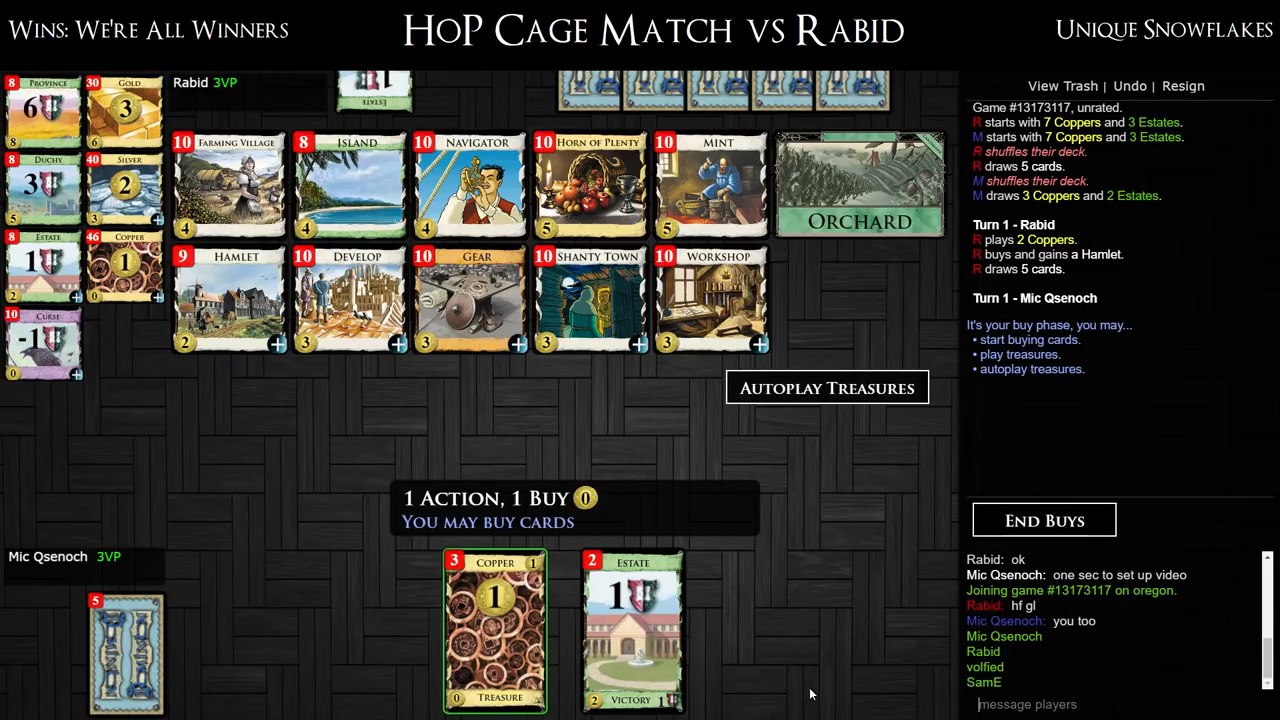 Wins: We're All Winners
HoP Cage Match vs Rabid
Unique Snowflakes
8 Province 6 8
30 Gold 3 6
Rabid 3VP
1 Estate
View Trash | Undo | Resign
Game #13173117, unrated.
R starts with 7 Coppers and 3 Estates.
M starts with 7 Coppers and 3 Estates.
R shuffles their deck.
R draws 5 cards.
M shuffles their deck.
M draws 3 Coppers and 2 Estates.
Turn 1 - Rabid
R plays 2 Coppers.
R buys and gains a Hamlet.
R draws 5 cards.
Turn 1 - Mic Qsenoch
It's your buy phase, you may...
• start buying cards.
• play treasures.
• autoplay treasures.
10 Farming Village 4
8 Island 4
10 Navigator 4
10 Horn of Plenty 5
10 Mint 5
Orchard
8 Duchy 3 5
40 Silver 2 3 +
8 Estate 1 2 +
46 Copper 1 0 +
9 Hamlet 2 +
10 Develop 3 +
10 Gear 3 +
10 Shanty Town 3 +
10 Workshop 3 +
10 Curse -1 0 +
Autoplay Treasures
1 Action, 1 Buy 0
You may buy cards
End Buys
Mic Qsenoch 3VP
5
3 Copper 1
1
0 Treasure
2 Estate
1
2 Victory 1
Rabid: ok
Mic Qsenoch: one sec to set up video
Joining game #13173117 on oregon.
Rabid: hf gl
Mic Qsenoch: you too
Mic Qsenoch
Rabid
volfied
SamE
message players